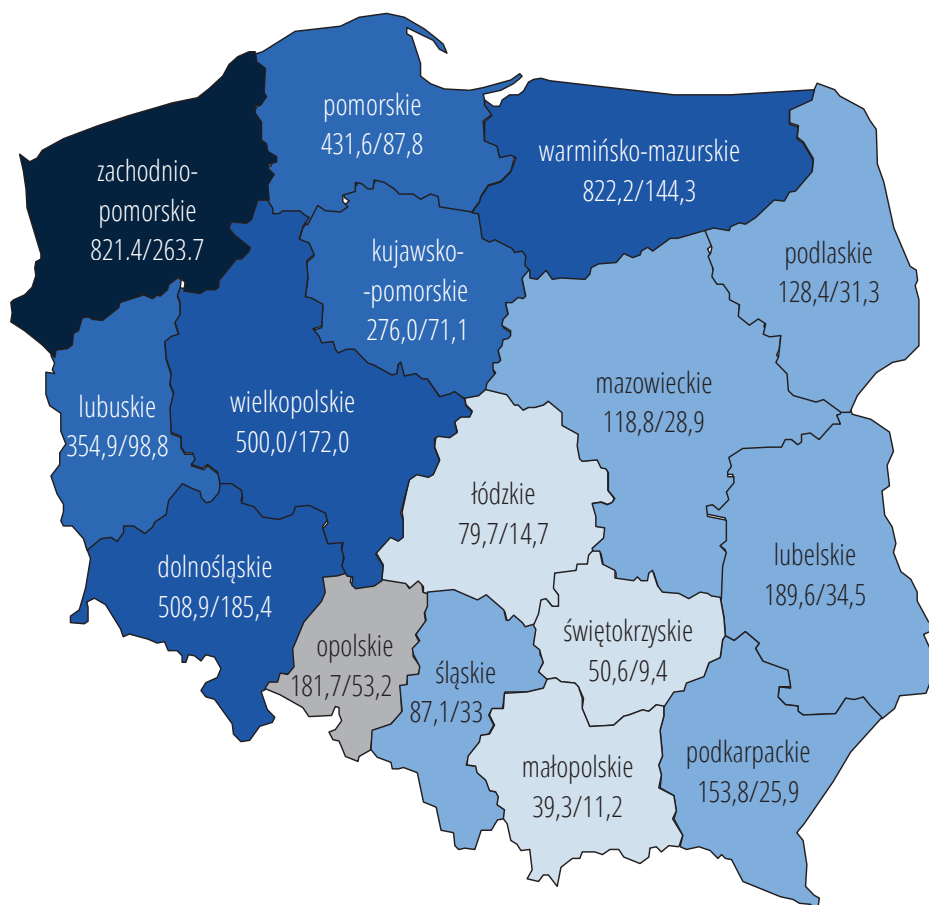 pomorskie
431,6/87,8
warmińsko-mazurskie
822,2/144,3
zachodnio-
pomorskie
821.4/263.7
kujawsko-
-pomorskie
276,0/71,1
podlaskie
128,4/31,3
mazowieckie
118,8/28,9
lubuskie
354,9/98,8
wielkopolskie
500,0/172,0
łódzkie
79,7/14,7
lubelskie
189,6/34,5
dolnośląskie
508,9/185,4
opolskie
181,7/53,2
śląskie
87,1/33
świętokrzyskie
50,6/9,4
małopolskie
39,3/11,2
podkarpackie
153,8/25,9